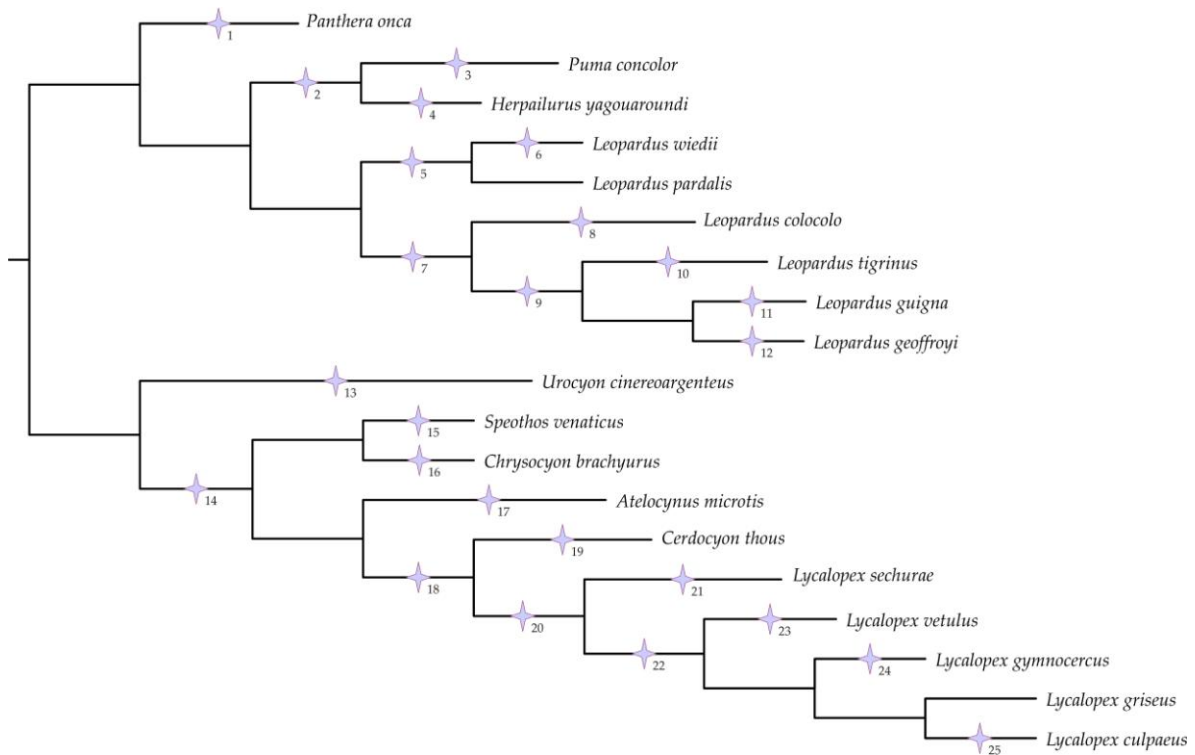 Panthera onca
1
Puma concolor
3
2
Herpailurus yagouaroundi
4
Leopardus wiedii
6
5
Leopardus pardalis
Leopardus colocolo
8
7
Leopardus tigrinus
10
9
Leopardus guigna
11
Leopardus geoffroyi
12
Urocyon cinereoargenteus
13
Speothos venaticus
15
Chrysocyon brachyurus
16
14
Atelocynus microtis
17
Cerdocyon thous
19
18
Lycalopex sechurae
21
20
Lycalopex vetulus
23
22
Lycalopex gymnocercus
24
Lycalopex griseus
Lycalopex culpaeus
25